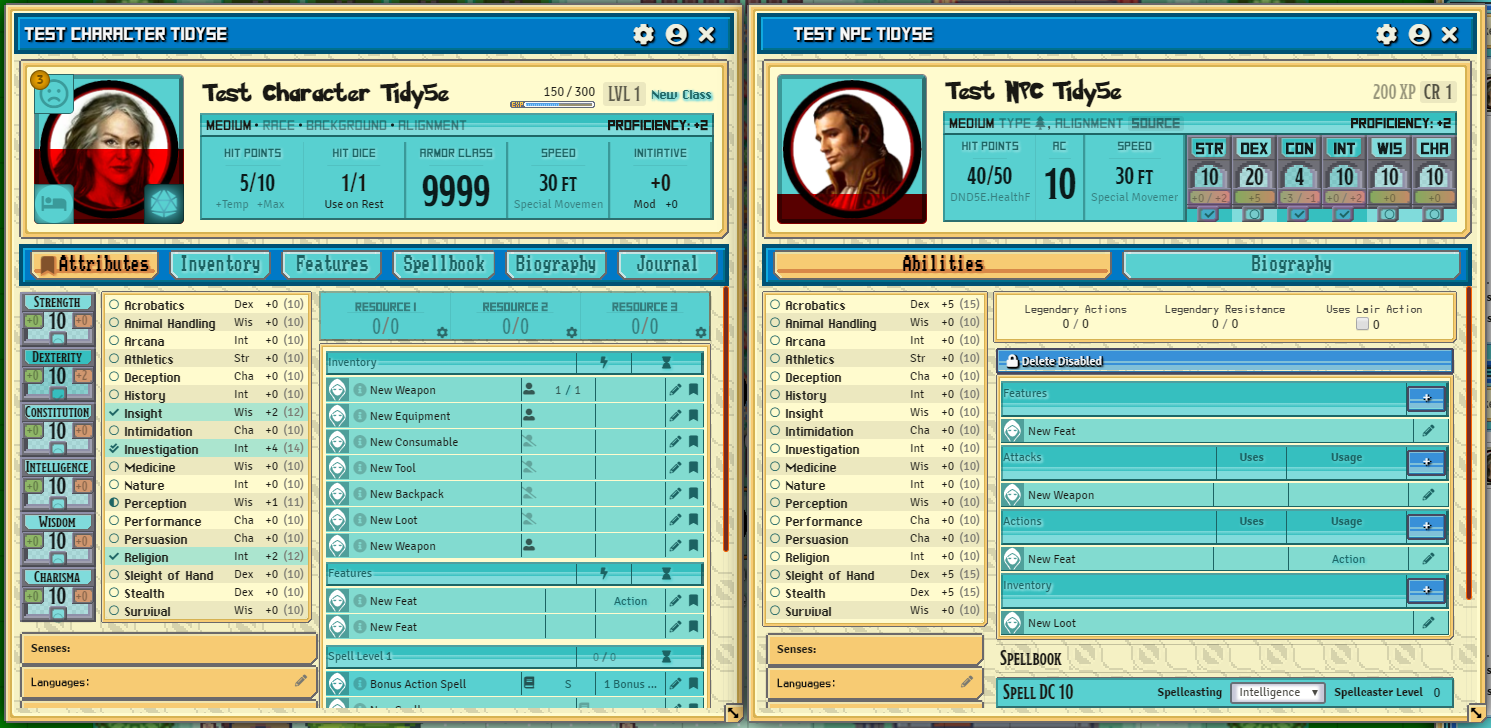 TEST CHARACTER TIDY5E
3
Test Character Tidy5e
150 / 300
LVL 1
New Class
MEDIUM • RACE • BACKGROUND • ALIGNMENT
PROFICIENCY: +2
HIT POINTS HIT DICE ARMOR CLASS SPEED INITIATIVE
5/10 1/1 9999 30 FT +0
+Temp +Max Use on Rest Special Movemen Mod +0
Attributes Inventory Features Spellbook Biography Journal
STRENGTH
+0 10 +0
DEXTERITY
+0 10 +2
CONSTITUTION
+0 10 +0
INTELLIGENCE
+0 10 +0
WISDOM
+0 10 +0
CHARISMA
+0 10 +0
Acrobatics Dex +0 (10)
Animal Handling Wis +0 (10)
Arcana Int +0 (10)
Athletics Str +0 (10)
Deception Cha +0 (10)
History Int +0 (10)
Insight Wis +2 (12)
Intimidation Cha +0 (10)
Investigation Int +4 (14)
Medicine Wis +0 (10)
Nature Int +0 (10)
Perception Wis +1 (11)
Performance Cha +0 (10)
Persuasion Cha +0 (10)
Religion Int +2 (12)
Sleight of Hand Dex +0 (10)
Stealth Dex +0 (10)
Survival Wis +0 (10)
Senses:
Languages:
RESOURCE 1 RESOURCE 2 RESOURCE 3
0/0 0/0 0/0
Inventory
New Weapon 1 / 1
New Equipment
New Consumable
New Tool
New Backpack
New Loot
New Weapon
Features
New Feat Action
New Feat
Spell Level 1 0 / 0
Bonus Action Spell S 1 Bonus ...
TEST NPC TIDY5E
Test NPC Tidy5e
200 XP CR 1
MEDIUM TYPE , ALIGNMENT SOURCE
PROFICIENCY: +2
HIT POINTS AC SPEED
40/50 10 30 FT
DND5E.HealthF Special Movemer
STR DEX CON INT WIS CHA
10 20 4 10 10 10
+0 / +2 +5 -3 / -1 +0 / +2 +0 +0
Abilities Biography
Acrobatics Dex +5 (15)
Animal Handling Wis +0 (10)
Arcana Int +0 (10)
Athletics Str +0 (10)
Deception Cha +0 (10)
History Int +0 (10)
Insight Wis +0 (10)
Intimidation Cha +0 (10)
Investigation Int +0 (10)
Medicine Wis +0 (10)
Nature Int +0 (10)
Perception Wis +0 (10)
Performance Cha +0 (10)
Persuasion Cha +0 (10)
Religion Int +0 (10)
Sleight of Hand Dex +5 (15)
Stealth Dex +5 (15)
Survival Wis +0 (10)
Senses:
Languages:
Legendary Actions Legendary Resistance Uses Lair Action
0 / 0 0 / 0 0
Delete Disabled
Features +
New Feat
Attacks Uses Usage +
New Weapon
Actions Uses Usage +
New Feat Action
Inventory +
New Loot
SPELLBOOK
SPELL DC 10 Spellcasting Intelligence Spellcaster Level 0